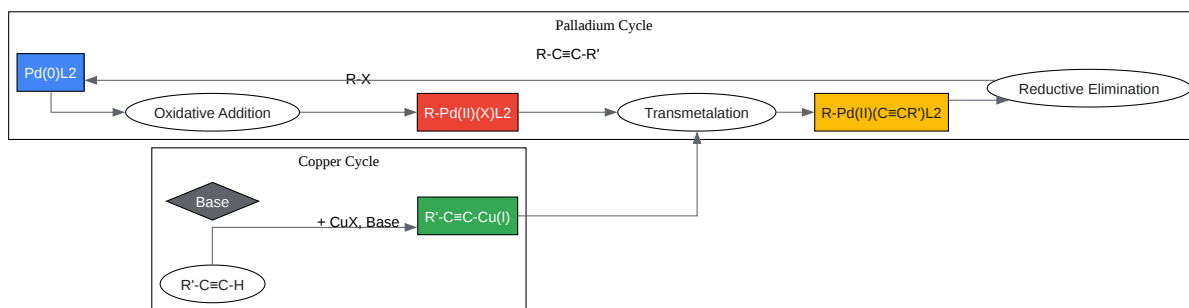 Palladium Cycle
R-C≡C-R'
Pd(0)L2
R-X
Reductive Elimination
Oxidative Addition
R-Pd(II)(X)L2
Transmetalation
R-Pd(II)(C≡CR')L2
Copper Cycle
Base
+ CuX, Base
R'-C≡C-Cu(I)
R'-C≡C-H